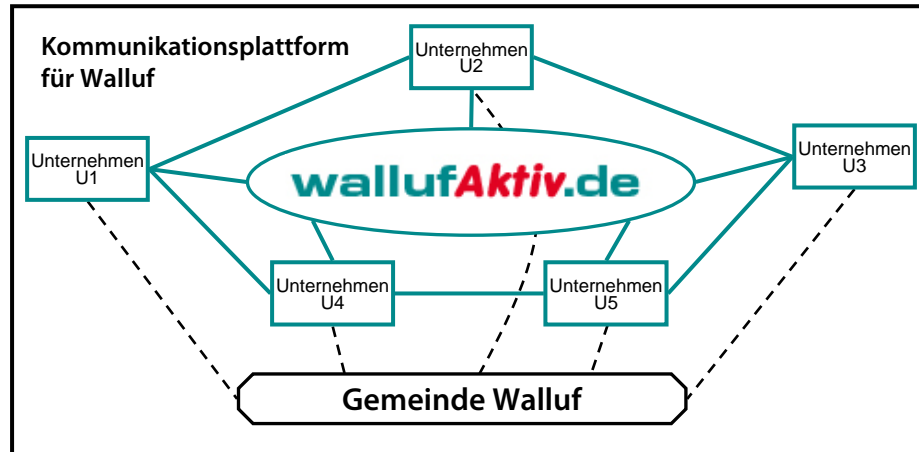 Kommunikationsplattform
für Walluf
Unternehmen
U2
Unternehmen
U1
wallufAktiv.de
Unternehmen
U3
Unternehmen
U4
Unternehmen
U5
Gemeinde Walluf